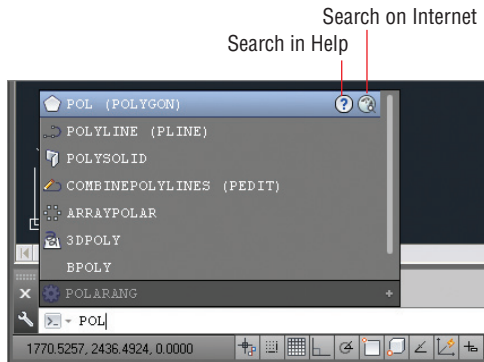 Search on Internet
Search in Help
POL (POLYGON)
POLYLINE (PLINE)
POLYSOLID
COMBINEPOLYLINES (PEDIT)
ARRAYPOLAR
3DPOLY
BPOLY
POLARANG +
POL
1770.5257, 2436.4924, 0.0000